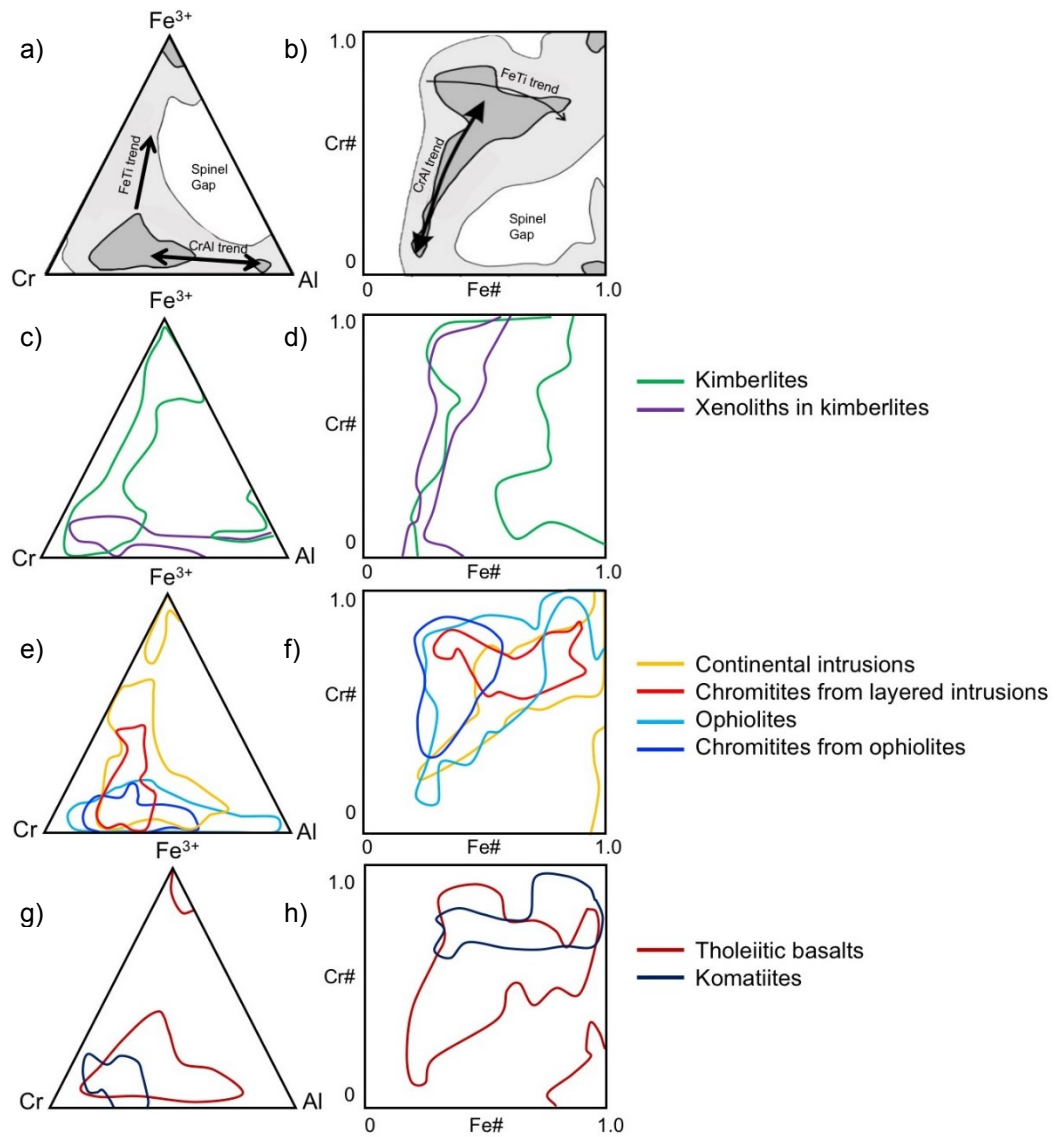 a)
Fe³⁺
FeTi trend
Spinel
Gap
CrAl trend
Cr
Al
b)
1.0
Cr#
0
FeTi trend
CrAl trend
Spinel
Gap
0
Fe#
1.0
c)
Fe³⁺
Cr
Al
d)
1.0
Cr#
0
0
Fe#
1.0
Kimberlites
Xenoliths in kimberlites
e)
Fe³⁺
Cr
Al
f)
1.0
Cr#
0
0
Fe#
1.0
Continental intrusions
Chromitites from layered intrusions
Ophiolites
Chromitites from ophiolites
g)
Fe³⁺
Cr
Al
h)
1.0
Cr#
0
0
Fe#
1.0
Tholeiitic basalts
Komatiites